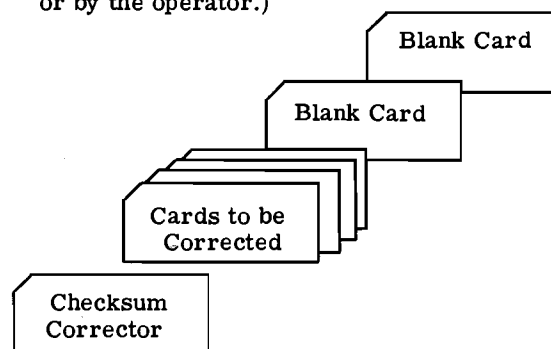 or by the operator.)
Blank Card
Blank Card
Cards to be
Corrected
Checksum
Corrector